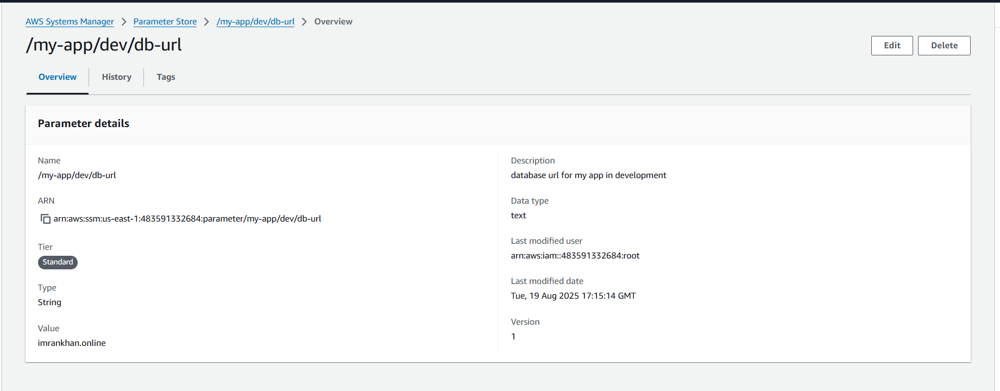 AWS Systems Manager > Parameter Store > /my-app/dev/db-url > Overview
/my-app/dev/db-url
Edit
Delete
Overview
History
Tags
Parameter details
Name
/my-app/dev/db-url
ARN
arn:aws:ssm:us-east-1:483591332684:parameter/my-app/dev/db-url
Tier
Standard
Type
String
Value
imrankhan.online
Description
database url for my app in development
Data type
text
Last modified user
arn:aws:iam::483591332684:root
Last modified date
Tue, 19 Aug 2025 17:15:14 GMT
Version
1